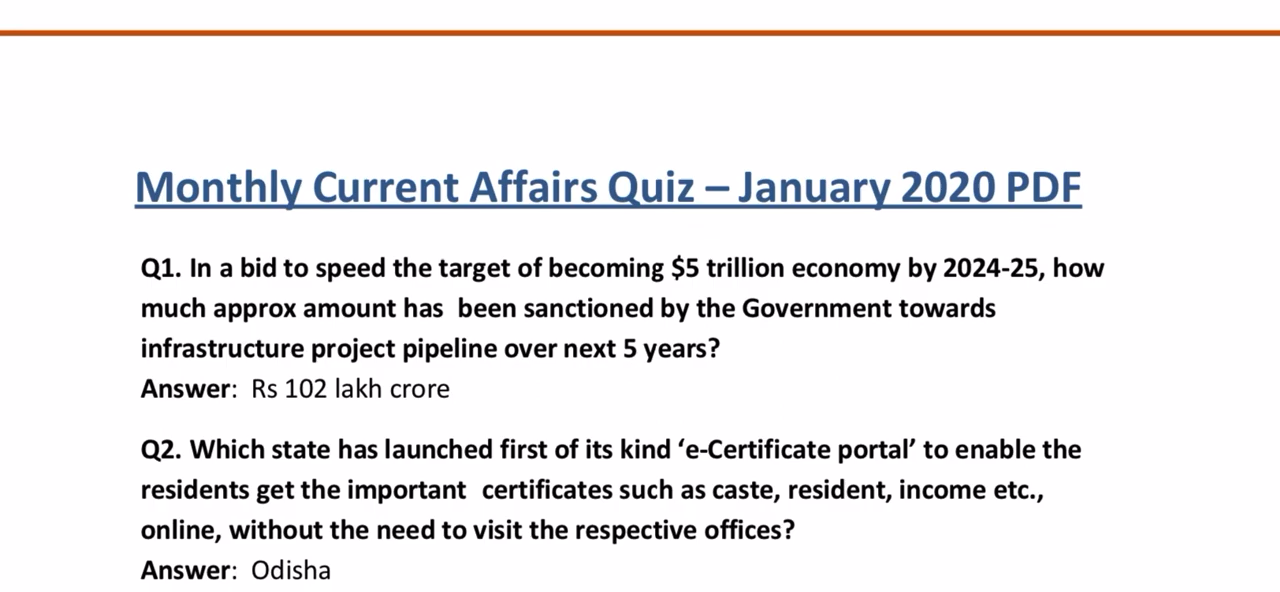 Monthly Current Affairs Quiz – January 2020 PDF
Q1. In a bid to speed the target of becoming $5 trillion economy by 2024-25, how
much approx amount has  been sanctioned by the Government towards
infrastructure project pipeline over next 5 years?
Answer:  Rs 102 lakh crore
Q2. Which state has launched first of its kind ‘e-Certificate portal’ to enable the
residents get the important  certificates such as caste, resident, income etc.,
online, without the need to visit the respective offices?
Answer:  Odisha